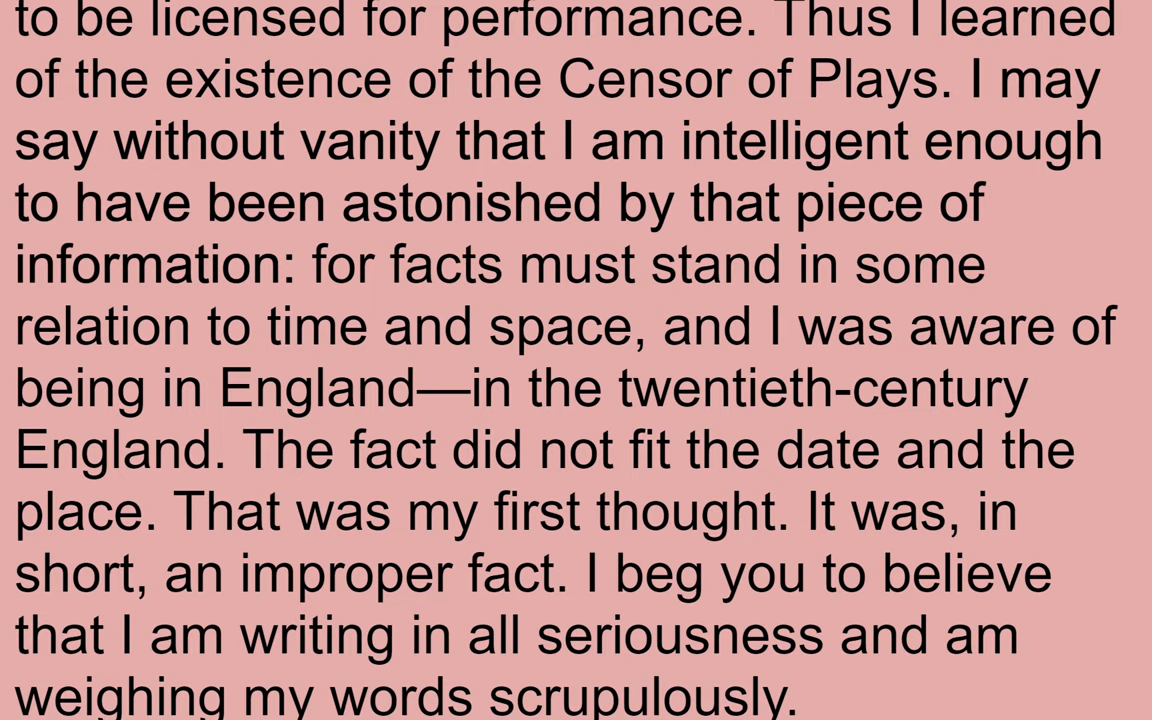 to be licensed for performance. Thus I learned
of the existence of the Censor of Plays. I may
say without vanity that I am intelligent enough
to have been astonished by that piece of
information: for facts must stand in some
relation to time and space, and I was aware of
being in England—in the twentieth-century
England. The fact did not fit the date and the
place. That was my first thought. It was, in
short, an improper fact. I beg you to believe
that I am writing in all seriousness and am
weighing my words scrupulously.